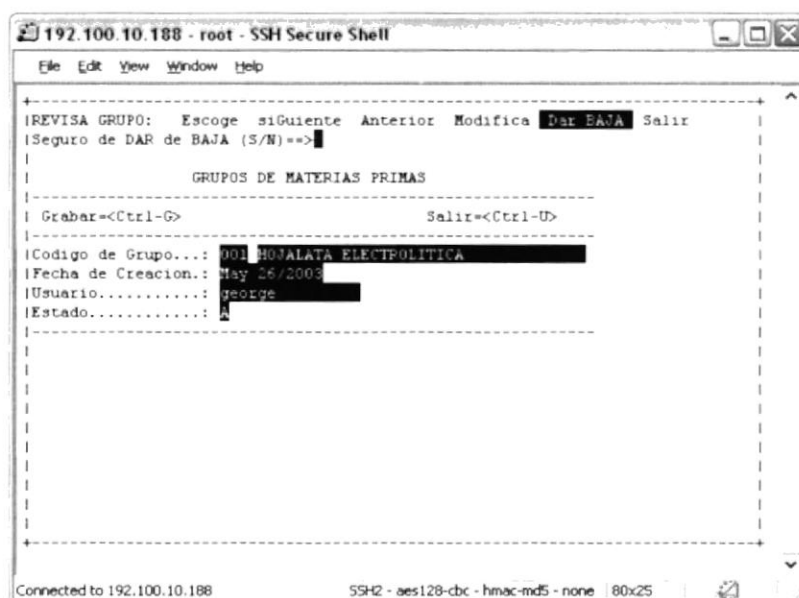 192.100.10.188 - root - SSH Secure Shell
File Edit View Window Help
REVISA GRUPO: Escoge siGuiente Anterior Modifica Dar BAJA Salir
Seguro de DAR de BAJA (S/N)==>
GRUPOS DE MATERIAS PRIMAS
Grabar=<Ctrl-G> Salir=<Ctrl-U>
Codigo de Grupo...: 001 HOJALATA ELECTROLITICA
Fecha de Creacion.: May 26/2003
Usuario...........: george
Estado............: A
Connected to 192.100.10.188 SSH2 - aes128-cbc - hmac-md5 - none 80x25